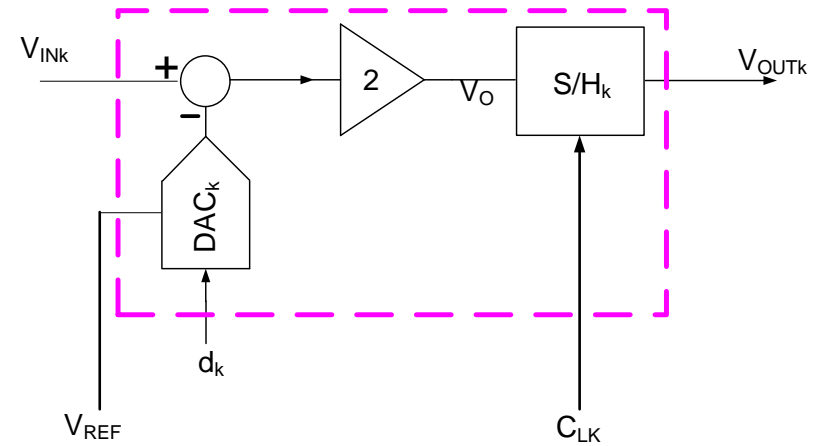 V_INk
+
2
V_O
S/H_k
V_OUTk
−
DAC_k
d_k
V_REF
C_LK